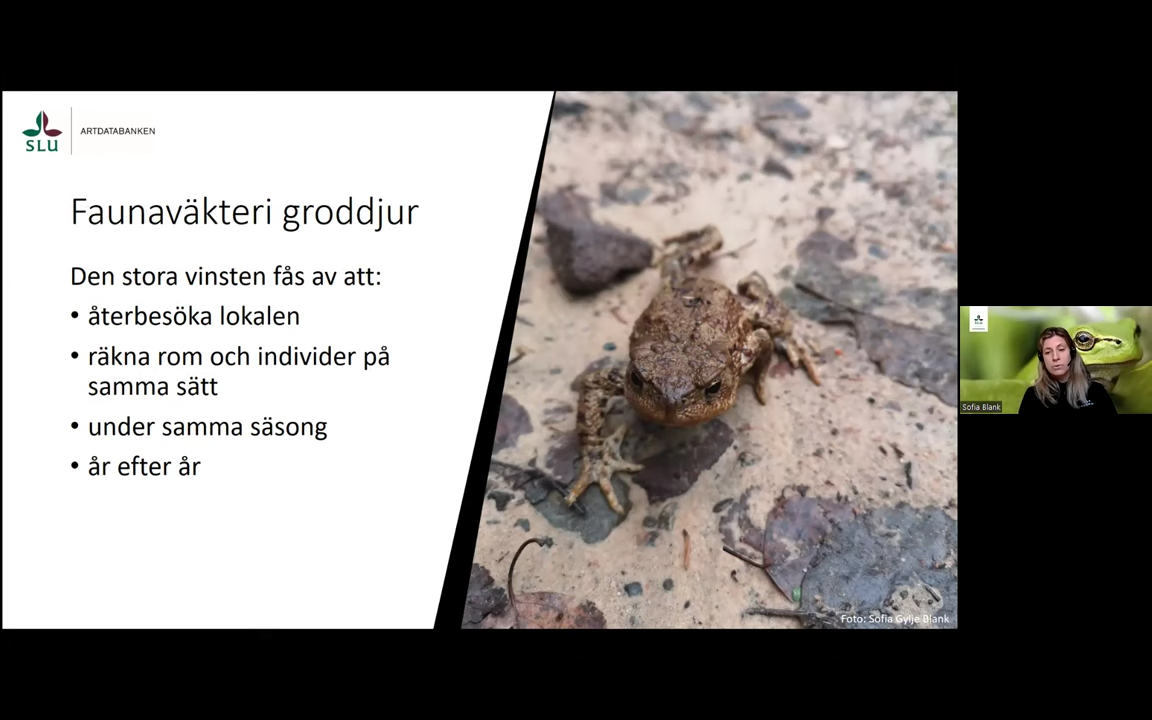 SLU
ARTDATABANKEN
Faunaväkteri groddjur
Den stora vinsten fås av att:
• återbesöka lokalen
• räkna rom och individer på
samma sätt
• under samma säsong
• år efter år
Foto: Sofia Gylje Blank
Sofia Blank